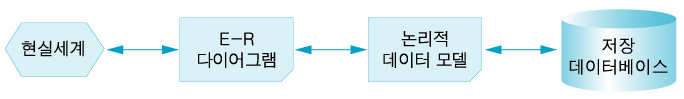 현실세계
E-R
다이어그램
논리적
데이터 모델
저장
데이터베이스